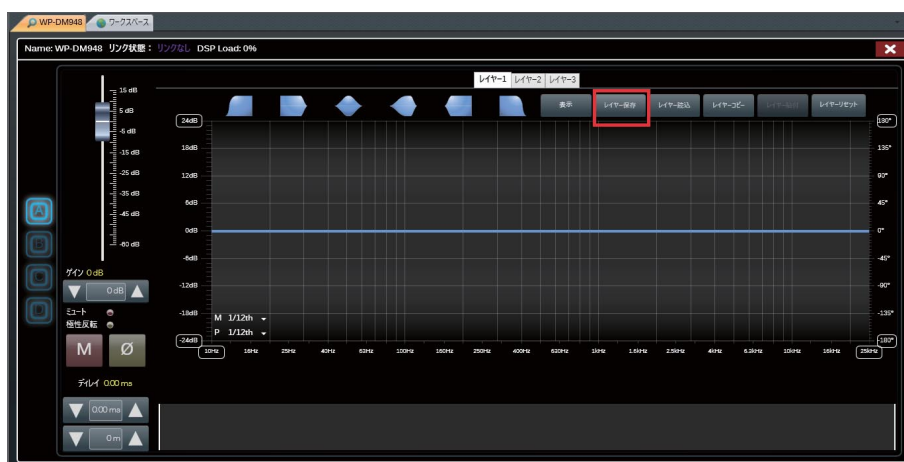 WP-DM948 ワークスペース
Name: WP-DM948 リンク状態： リンクなし DSP Load: 0%
レイヤー1 レイヤー2 レイヤー3
表示 レイヤー保存 レイヤー読込 レイヤーコピー レイヤーリセット
15 dB
5 dB
-5 dB
-15 dB
-25 dB
-35 dB
-45 dB
-60 dB
A
B
C
D
ゲイン 0 dB
0 dB
ミュート
極性反転
M Ø
ディレイ 0.00 ms
0.00 ms
0 m
24dB 180°
18dB 135°
12dB 90°
6dB 45°
0dB 0°
-6dB -45°
-12dB -90°
-18dB -135°
-24dB -180°
M 1/12th
P 1/12th
10Hz 16Hz 25Hz 40Hz 63Hz 100Hz 160Hz 250Hz 400Hz 630Hz 1kHz 1.6kHz 2.5kHz 4kHz 6.3kHz 10kHz 16kHz 25kHz